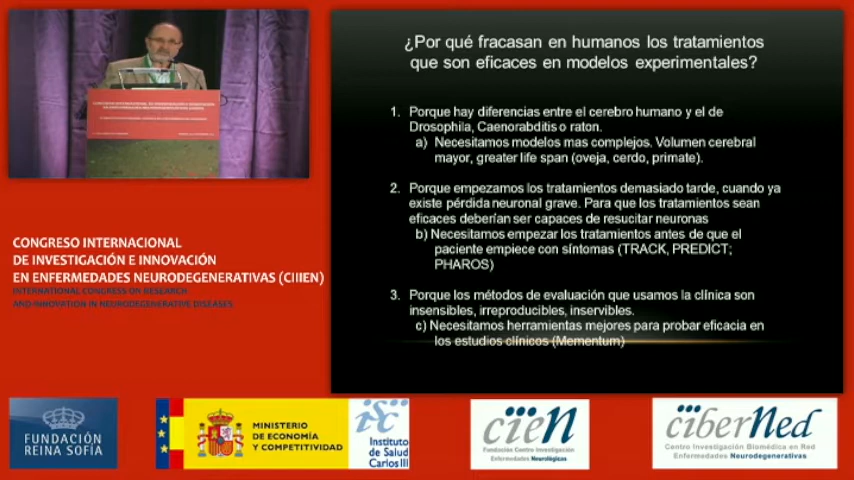 ¿Por qué fracasan en humanos los tratamientos
que son eficaces en modelos experimentales?
1. Porque hay diferencias entre el cerebro humano y el de
Drosophila, Caenorabditis o raton.
a) Necesitamos modelos mas complejos. Volumen cerebral
mayor, greater life span (oveja, cerdo, primate).
2. Porque empezamos los tratamientos demasiado tarde, cuando ya
existe pérdida neuronal grave. Para que los tratamientos sean
eficaces deberían ser capaces de resucitar neuronas
b) Necesitamos empezar los tratamientos antes de que el
paciente empiece con síntomas (TRACK, PREDICT;
PHAROS)
3. Porque los métodos de evaluación que usamos la clínica son
insensibles, irreproducibles, inservibles.
c) Necesitamos herramientas mejores para probar eficacia en
los estudios clínicos (Mementum)
CONGRESO INTERNACIONAL
DE INVESTIGACIÓN E INNOVACIÓN
EN ENFERMEDADES NEURODEGENERATIVAS (CIIIEN)
INTERNATIONAL CONGRESS ON RESEARCH
AND INNOVATION IN NEURODEGENERATIVE DISEASES
FUNDACIÓN
REINA SOFÍA
MINISTERIO
DE ECONOMÍA
Y COMPETITIVIDAD
isc
Instituto
de Salud
Carlos III
cien
Fundación Centro Investigación
Enfermedades Neurológicas
ciberned
Centro Investigación Biomédica en Red
Enfermedades Neurodegenerativas